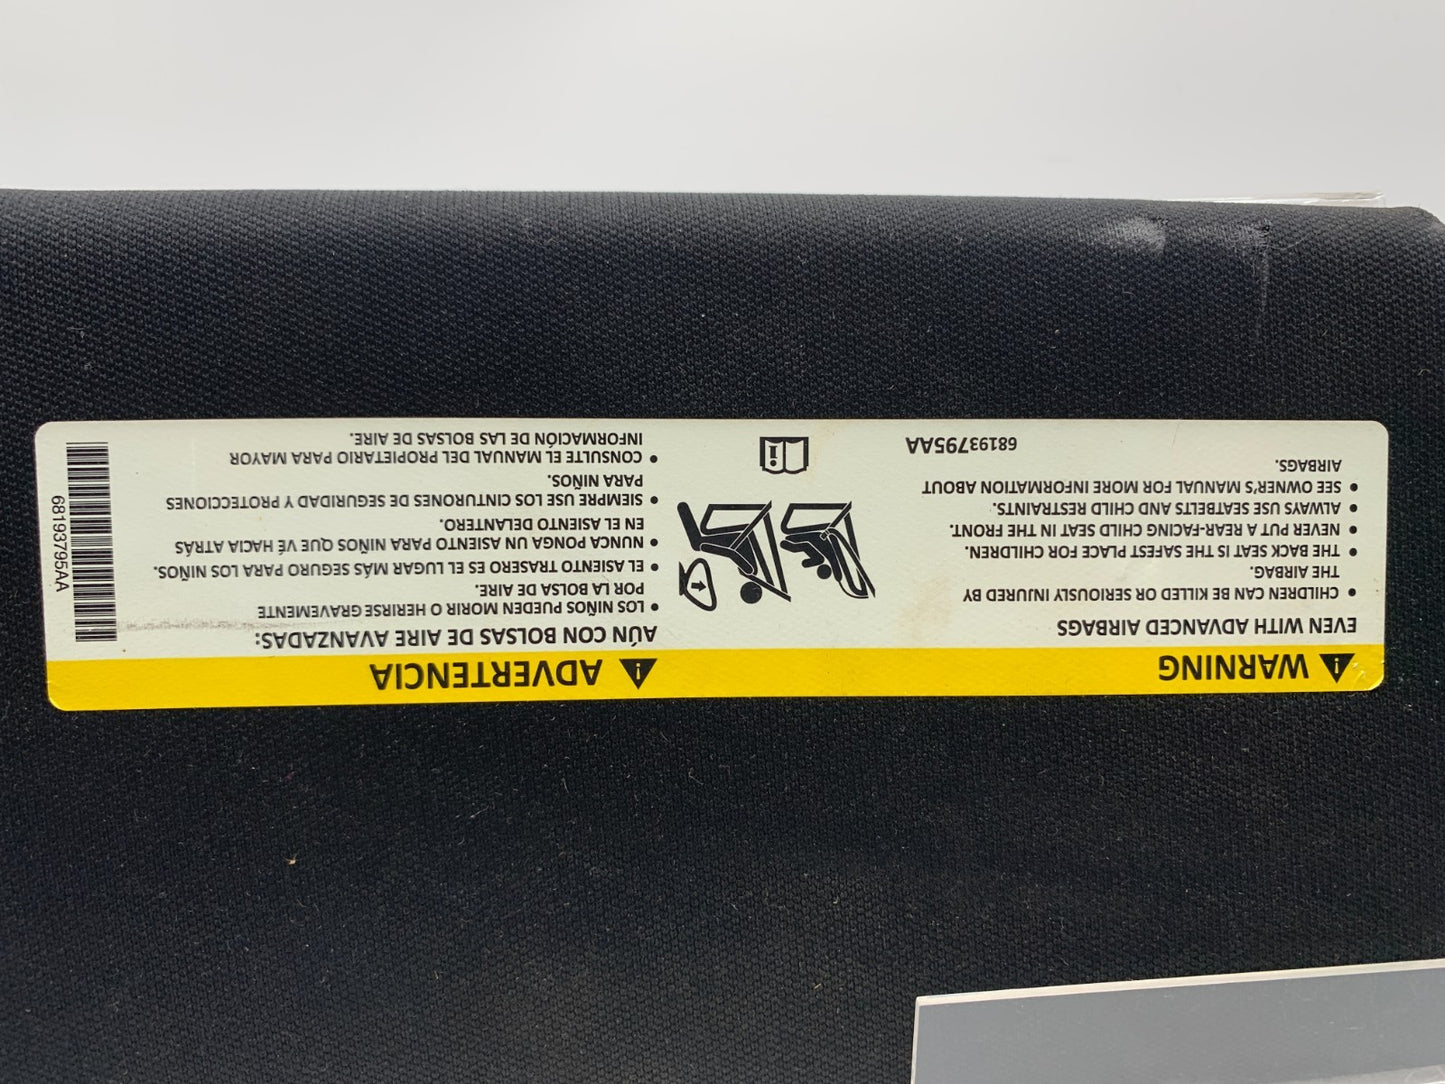 WARNING
EVEN WITH ADVANCED AIRBAGS
• CHILDREN CAN BE KILLED OR SERIOUSLY INJURED BY
THE AIRBAG.
• THE BACK SEAT IS THE SAFEST PLACE FOR CHILDREN.
• NEVER PUT A REAR-FACING CHILD SEAT IN THE FRONT.
• ALWAYS USE SEATBELTS AND CHILD RESTRAINTS.
• SEE OWNER'S MANUAL FOR MORE INFORMATION ABOUT
AIRBAGS.
68193795AA
ADVERTENCIA
AÚN CON BOLSAS DE AIRE AVANZADAS:
• LOS NIÑOS PUEDEN MORIR O HERIRSE GRAVEMENTE
POR LA BOLSA DE AIRE.
• EL ASIENTO TRASERO ES EL LUGAR MÁS SEGURO PARA LOS NIÑOS.
• NUNCA PONGA UN ASIENTO PARA NIÑOS QUE VÉ HACIA ATRÁS
EN EL ASIENTO DELANTERO.
• SIEMPRE USE LOS CINTURONES DE SEGURIDAD Y PROTECCIONES
PARA NIÑOS.
• CONSULTE EL MANUAL DEL PROPIETARIO PARA MAYOR
INFORMACIÓN DE LAS BOLSAS DE AIRE.
68193795AA